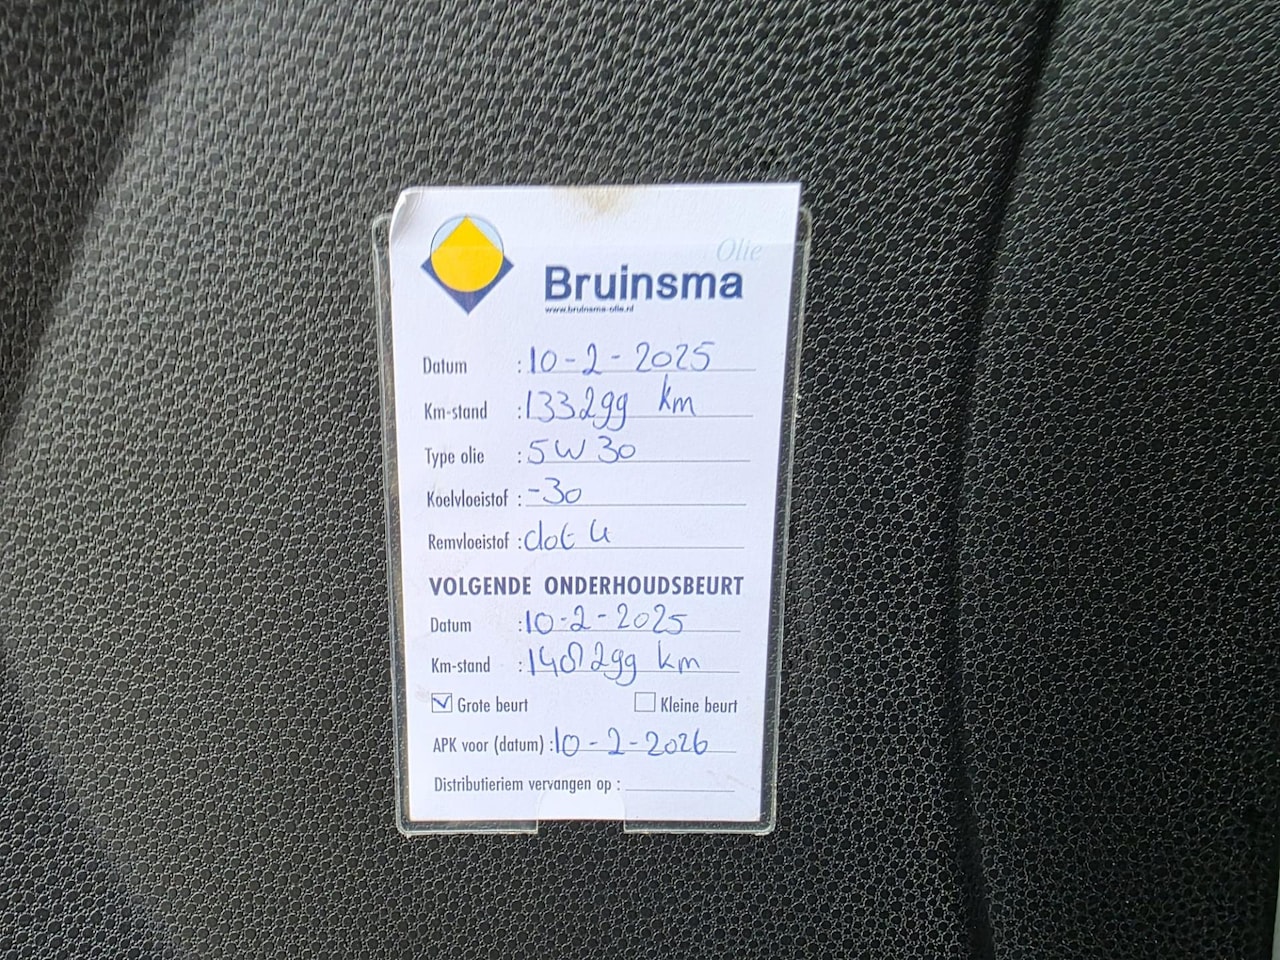 Olie
Bruinsma
www.bruinsma-olie.nl
Datum : 10-2-2025
Km-stand : 133299 km
Type olie : 5W30
Koelvloeistof : -30
Remvloeistof : dot 4
VOLGENDE ONDERHOUDSBEURT
Datum : 10-2-2025
Km-stand : 148299 km
Grote beurt Kleine beurt
APK voor (datum) : 10-2-2026
Distributieriem vervangen op :